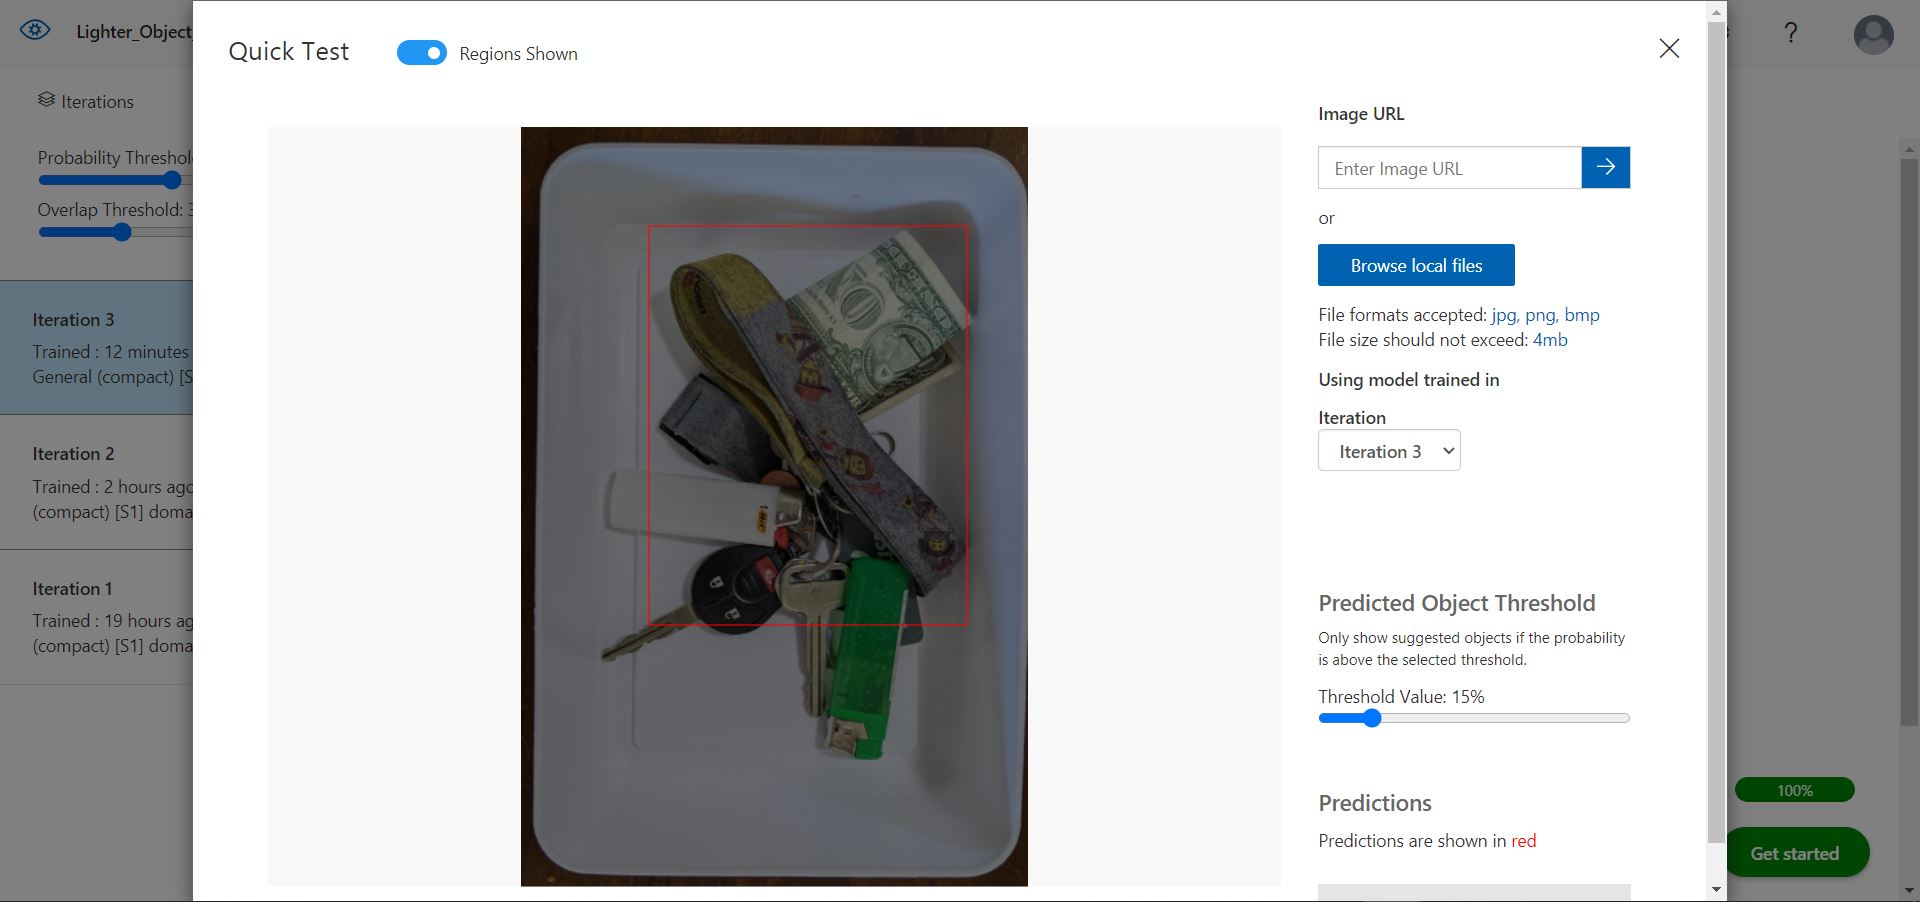 Lighter_Object
Quick Test
Regions Shown
?
Iterations
Probability Threshol
Overlap Threshold: 3
Iteration 3
Trained : 12 minutes
General (compact) [S
Iteration 2
Trained : 2 hours ago
(compact) [S1] doma
Iteration 1
Trained : 19 hours ag
(compact) [S1] doma
BIC
Image URL
Enter Image URL
or
Browse local files
File formats accepted: jpg, png, bmp
File size should not exceed: 4mb
Using model trained in
Iteration
Iteration 3
Predicted Object Threshold
Only show suggested objects if the probability
is above the selected threshold.
Threshold Value: 15%
Predictions
Predictions are shown in red
100%
Get started